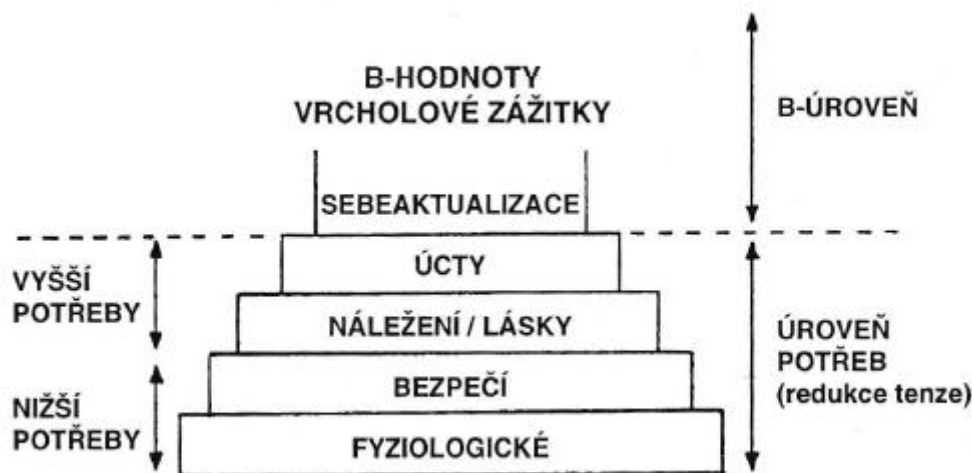 B-HODNOTY
VRCHOLOVÉ ZÁŽITKY
B-ÚROVEŇ
SEBEAKTUALIZACE
VYŠŠÍ
POTŘEBY
ÚCTY
NÁLEŽENÍ / LÁSKY
ÚROVEŇ
POTŘEB
(redukce tenze)
NIŽŠÍ
POTŘEBY
BEZPEČÍ
FYZIOLOGICKÉ